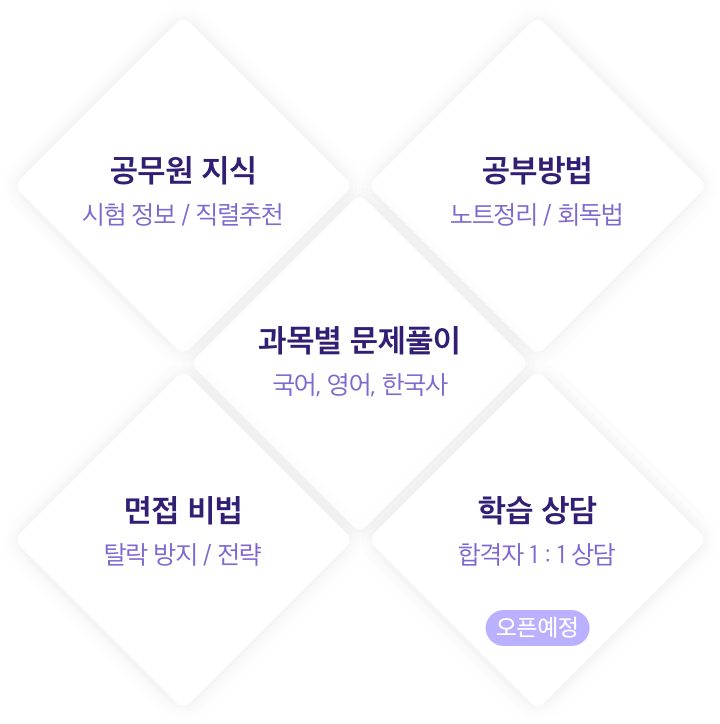 공무원 지식
시험 정보 / 직렬추천
공부방법
노트정리 / 회독법
과목별 문제풀이
국어, 영어, 한국사
면접 비법
탈락 방지 / 전략
학습 상담
합격자 1 : 1 상담
오픈예정